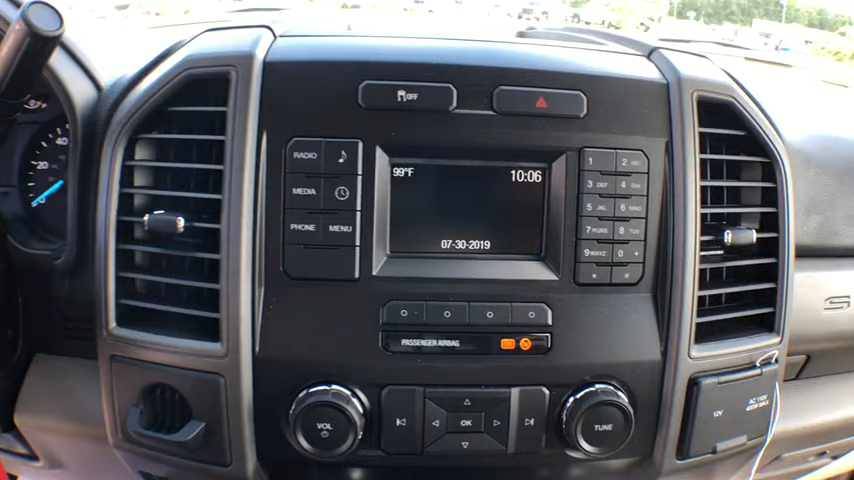 OFF
40
20
RADIO
MEDIA
PHONE MENU
99°F 10:06
07-30-2019
1 2 ABC
3 DEF 4 GHI
5 JKL 6 MNO
7 PQRS 8 TUV
9 WXYZ 0 +
* #
PASSENGER AIRBAG
VOL
OK
TUNE
12V
AC 110V
400W MAX
S